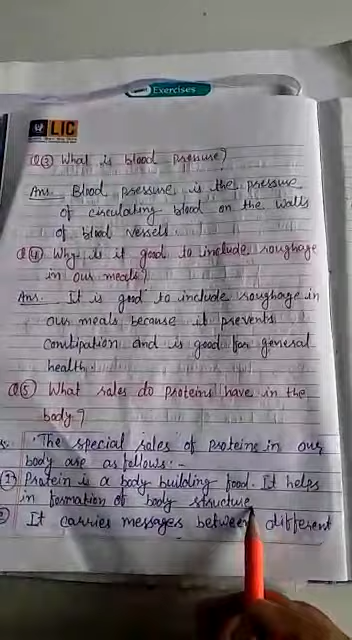 Exercises
LIC
Q(3) What is blood pressure?
Ans. Blood pressure is the pressure
of circulating blood on the walls
of blood vessels.
Q(4) Why is it good to include roughage
in our meals?
Ans. It is good to include roughage in
our meals because it prevents
constipation and is good for general
health.
Q(5) What roles do proteins have in the
body?
s. The special roles of proteins in our
body are as follows:-
(1) Protein is a body building food. It helps
in formation of body structure
2) It carries messages between different